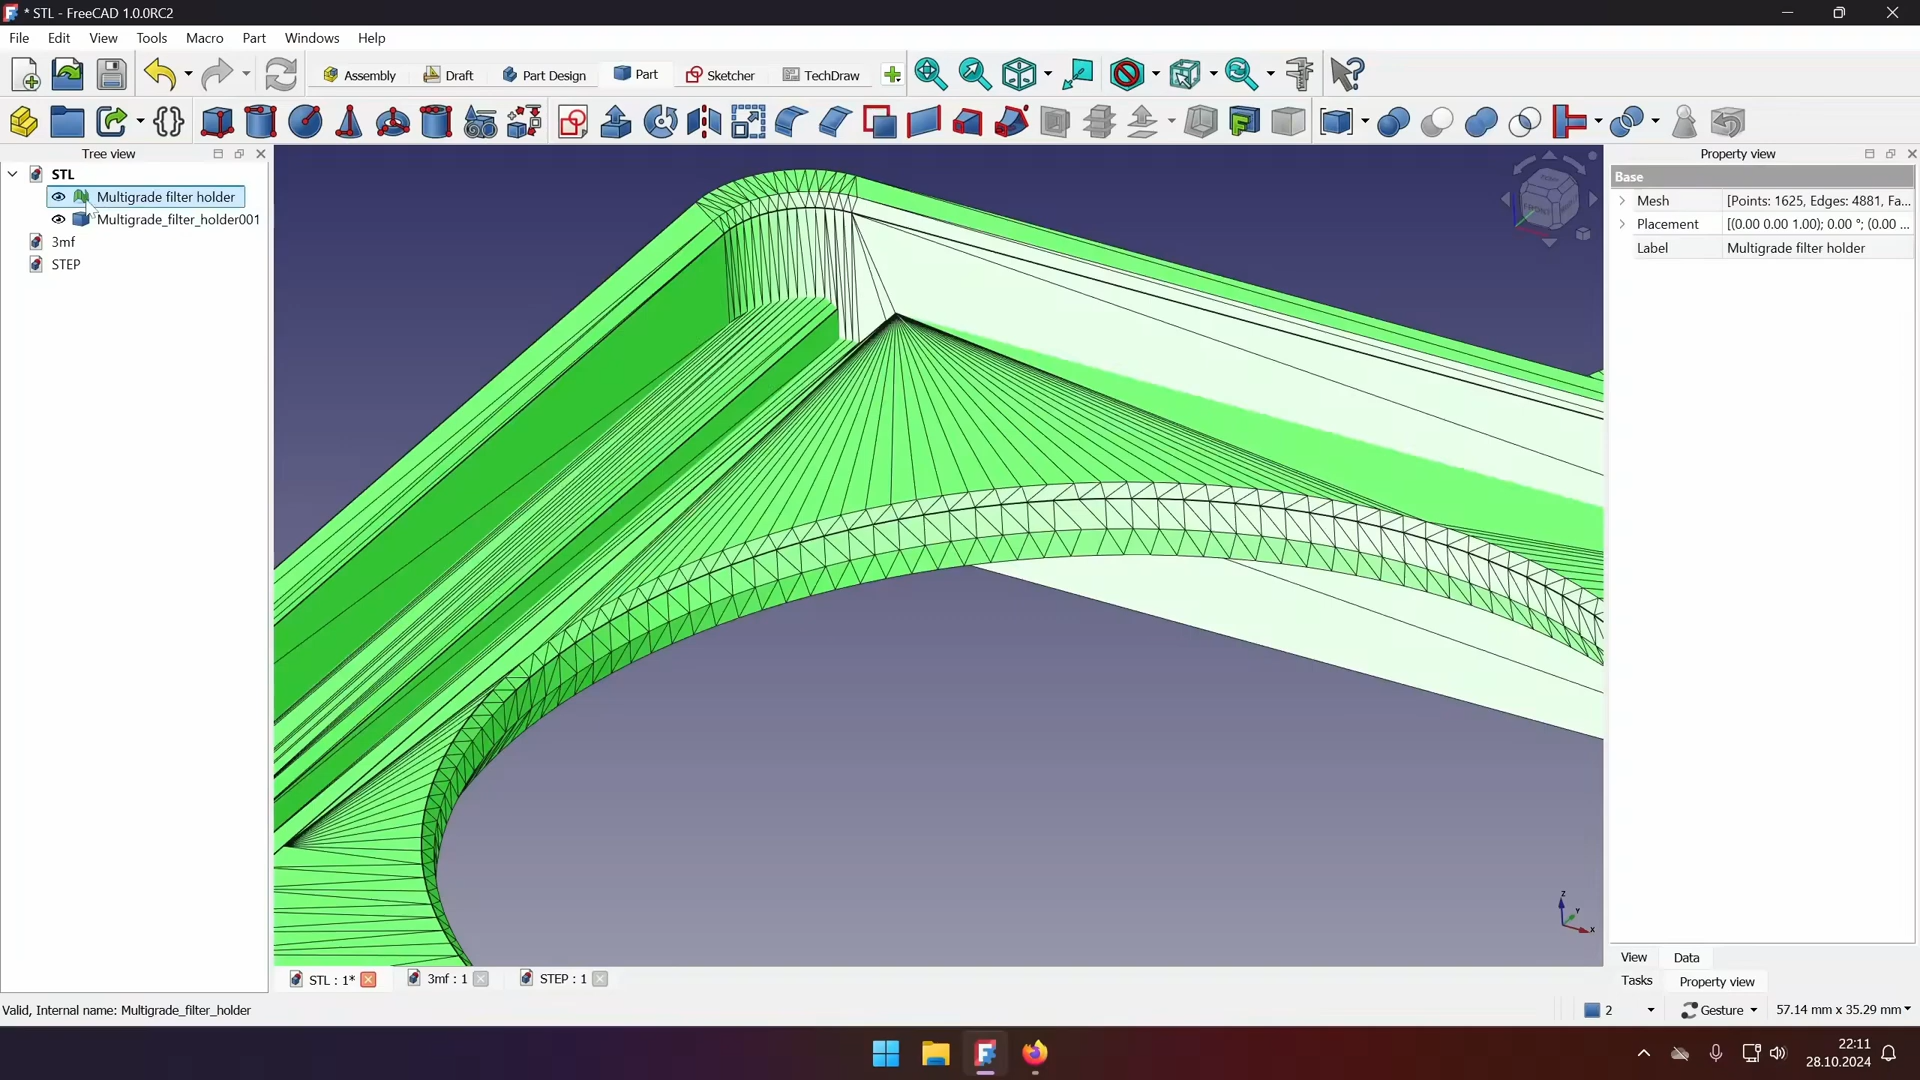 * STL - FreeCAD 1.0.0RC2
File Edit View Tools Macro Part Windows Help
Assembly Draft Part Design Part Sketcher TechDraw
Tree view
Property view
STL
Multigrade filter holder
Multigrade_filter_holder001
3mf
STEP
Base
Mesh [Points: 1625, Edges: 4881, Fa...
Placement [(0.00 0.00 1.00); 0.00 °; (0.00 ...
Label Multigrade filter holder
Z
Y
X
View Data
STL : 1* 3mf : 1 STEP : 1
Tasks Property view
Valid, Internal name: Multigrade_filter_holder
2 Gesture 57.14 mm x 35.29 mm
22:11
28.10.2024